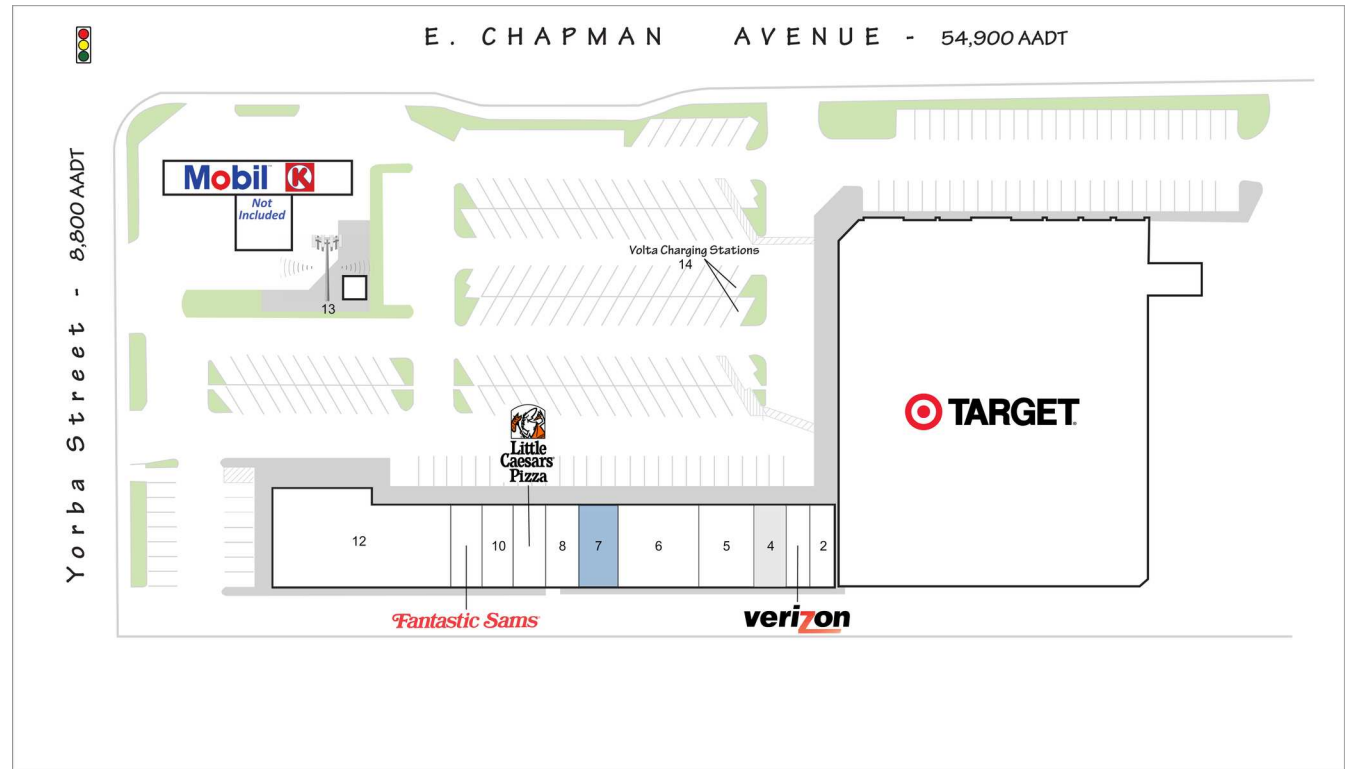 E. CHAPMAN AVENUE - 54,900 AADT
Yorba Street - 8,800 AADT
Mobil K
Not
Included
Volta Charging Stations
14
13
TARGET
Little
Caesars
Pizza
12
10
8
7
6
5
4
2
Fantastic Sams
verizon